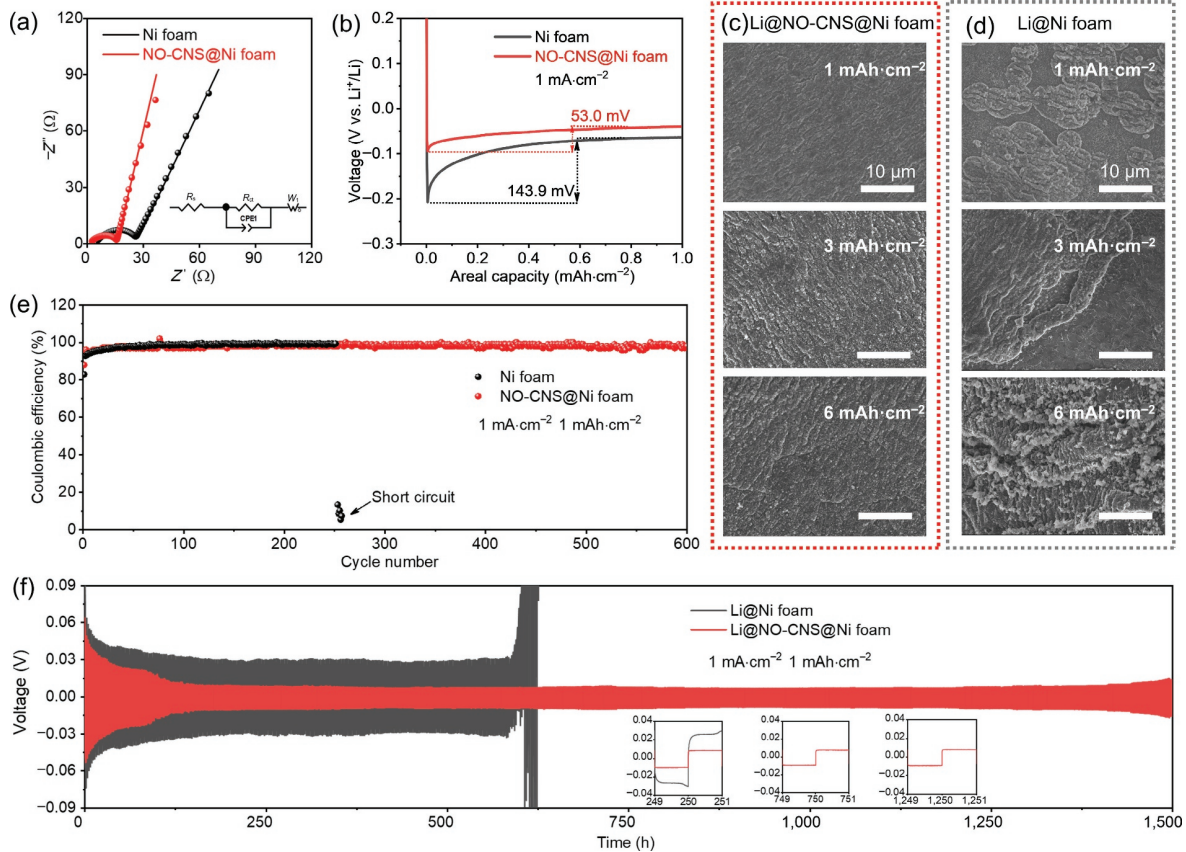 (a)
Ni foam
NO-CNS@Ni foam
−Z″ (Ω)
90
60
30
0
0 30 60 90 120
Z′ (Ω)
Rs
Rct
CPE1
(b)
Ni foam
NO-CNS@Ni foam
1 mA·cm⁻²
Voltage (V vs. Li⁺/Li)
0.2
0.1
0.0
−0.1
−0.2
−0.3
53.0 mV
143.9 mV
0.0 0.2 0.4 0.6 0.8 1.0
Areal capacity (mAh·cm⁻²)
(c) Li@NO-CNS@Ni foam
1 mAh·cm⁻²
10 µm
3 mAh·cm⁻²
6 mAh·cm⁻²
(d) Li@Ni foam
1 mAh·cm⁻²
10 µm
3 mAh·cm⁻²
6 mAh·cm⁻²
(e)
Coulombic efficiency (%)
120
100
80
60
40
20
0
Ni foam
NO-CNS@Ni foam
1 mA·cm⁻² 1 mAh·cm⁻²
Short circuit
0 100 200 300 400 500 600
Cycle number
(f)
Voltage (V)
0.09
0.06
0.03
0.00
−0.03
−0.06
−0.09
Li@Ni foam
Li@NO-CNS@Ni foam
1 mA·cm⁻² 1 mAh·cm⁻²
0.04
0.02
0.00
−0.02
−0.04
249 250 251
0.04
0.02
0.00
−0.02
−0.04
749 750 751
0.04
0.02
0.00
−0.02
−0.04
1,249 1,250 1,251
0 250 500 750 1,000 1,250 1,500
Time (h)